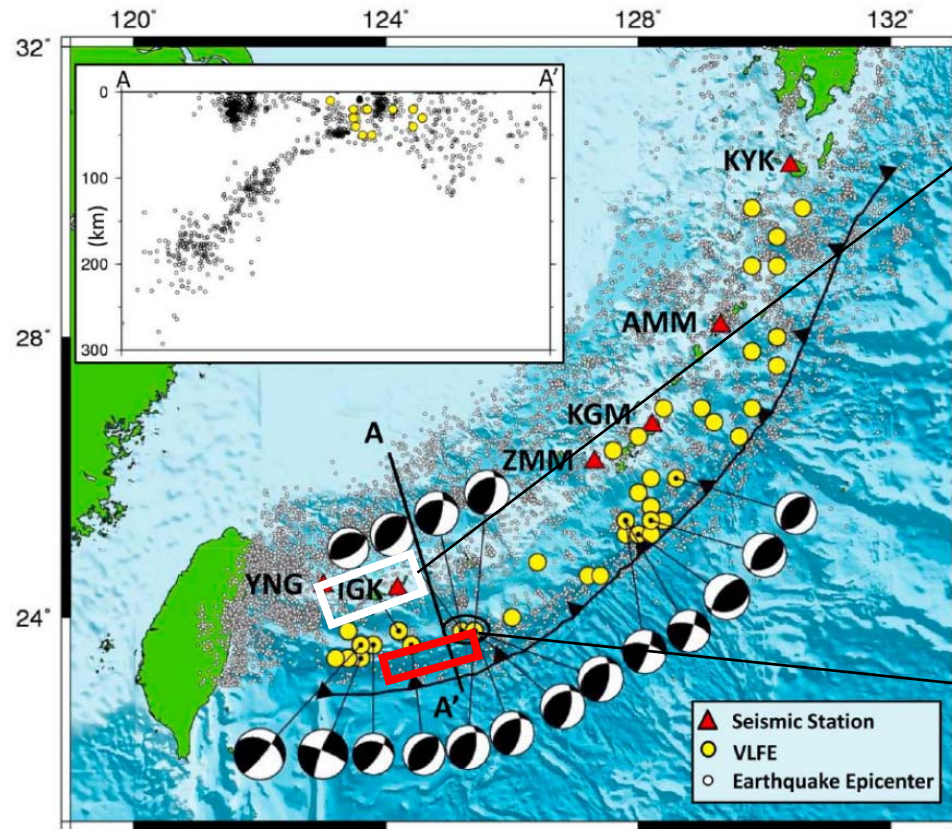 120°
124°
128°
132°
32°
28°
24°
A
A’
0
100
200
300
(km)
KYK
AMM
KGM
ZMM
A
YNG
IGK
A’
Seismic Station
VLFE
Earthquake Epicenter